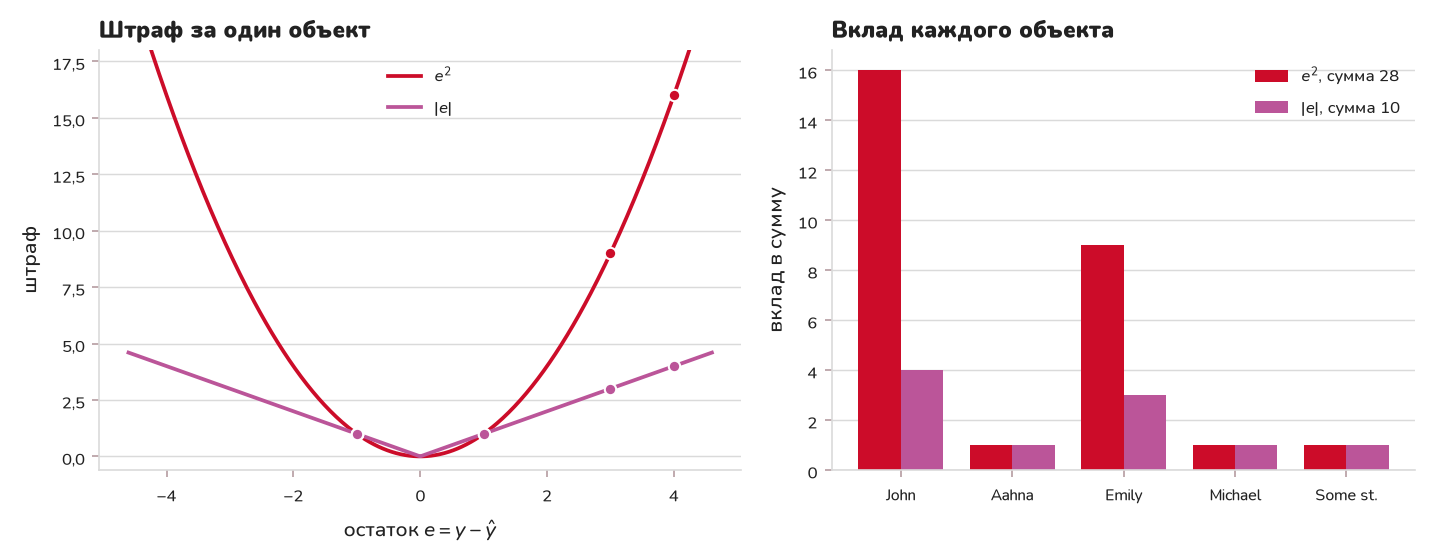 Штраф за один объект
17,5
15,0
12,5
10,0
7,5
5,0
2,5
0,0
штраф
e²
|e|
−4
−2
0
2
4
остаток e = y − ŷ
Вклад каждого объекта
16
14
12
10
8
6
4
2
0
вклад в сумму
e², сумма 28
|e|, сумма 10
John
Aahna
Emily
Michael
Some st.